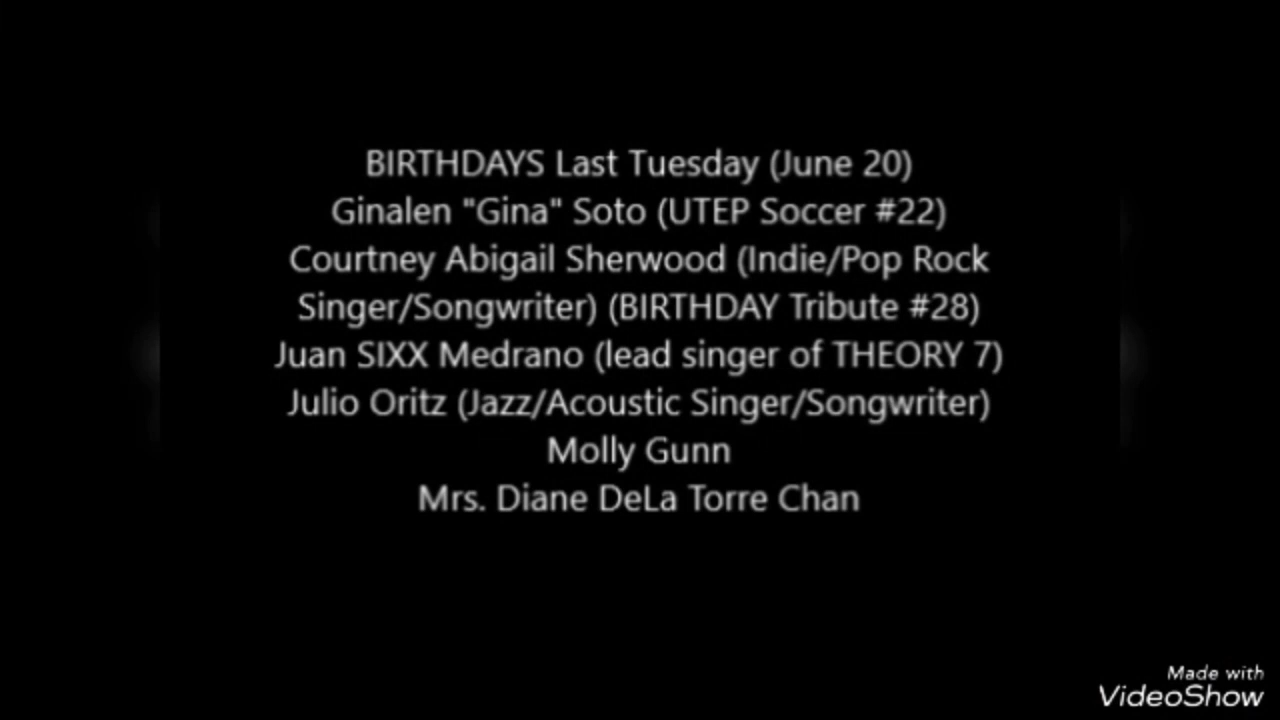 BIRTHDAYS Last Tuesday (June 20)
Ginalen "Gina" Soto (UTEP Soccer #22)
Courtney Abigail Sherwood (Indie/Pop Rock
Singer/Songwriter) (BIRTHDAY Tribute #28)
Juan SIXX Medrano (lead singer of THEORY 7)
Julio Oritz (Jazz/Acoustic Singer/Songwriter)
Molly Gunn
Mrs. Diane DeLa Torre Chan
Made with
VideoShow